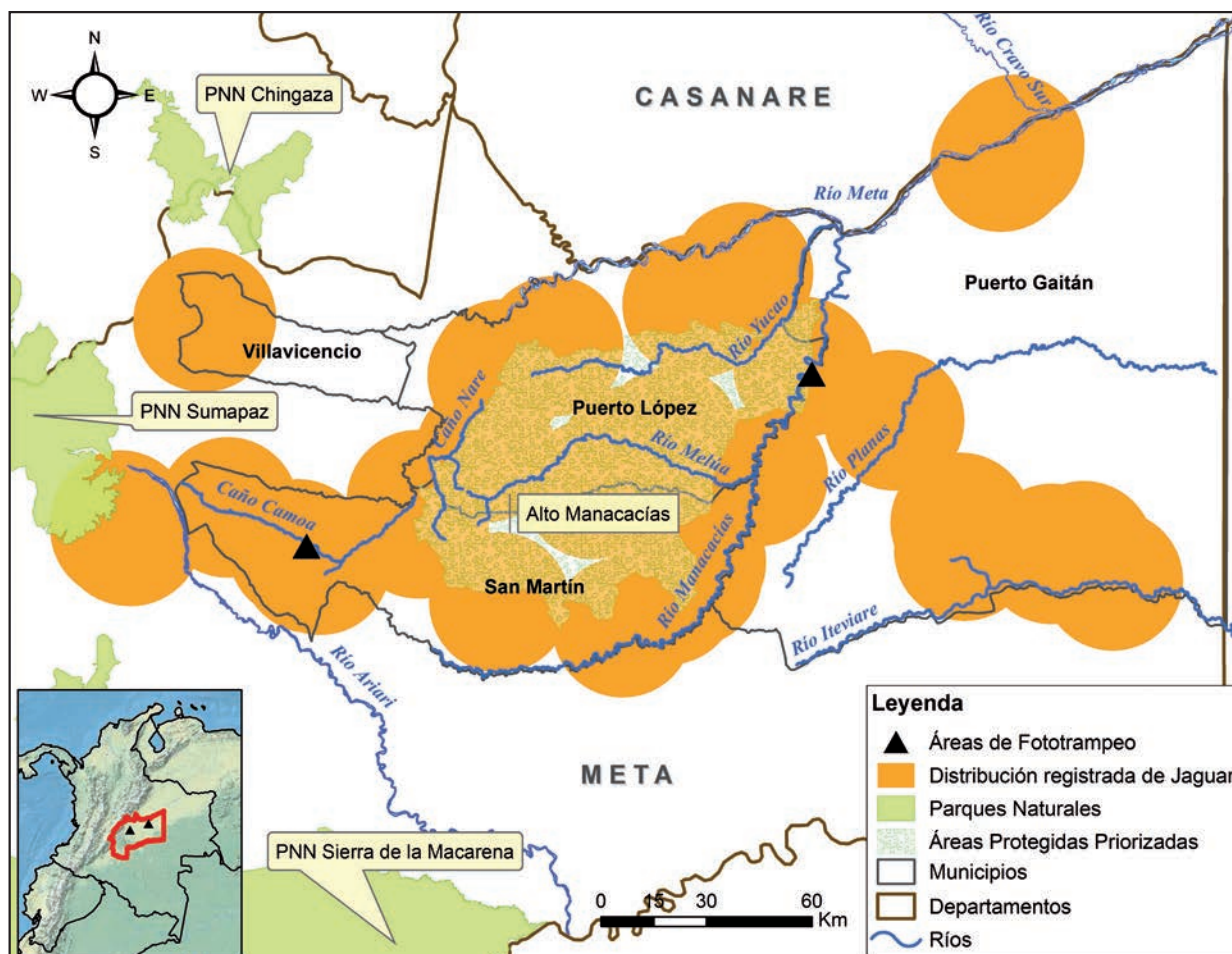 N
W
E
S
PNN Chingaza
CASANARE
Río Cravo Sur
Río Meta
Puerto Gaitán
Villavicencio
Río Yucao
PNN Sumapaz
Caño Nare
Puerto López
Río Melua
Río Planas
Caño Camoa
Alto Manacacías
San Martín
Río Manacacías
Río Iteviare
Río Ariari
META
PNN Sierra de la Macarena
0 15 30 60
Km
Leyenda
Áreas de Fototrampeo
Distribución registrada de Jaguar
Parques Naturales
Áreas Protegidas Priorizadas
Municipios
Departamentos
Ríos